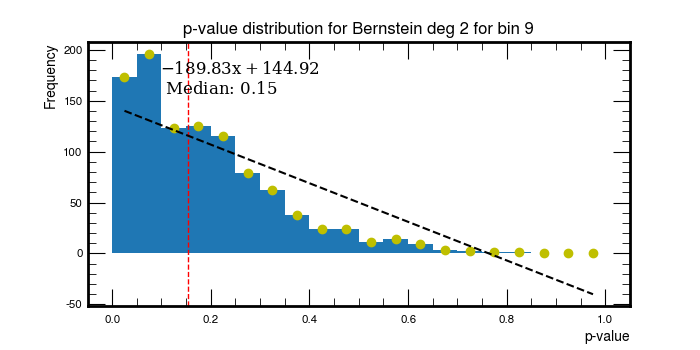 p-value distribution for Bernstein deg 2 for bin 9
Frequency
200
150
100
50
0
-50
−189.83x + 144.92
Median: 0.15
0.0 0.2 0.4 0.6 0.8 1.0
p-value